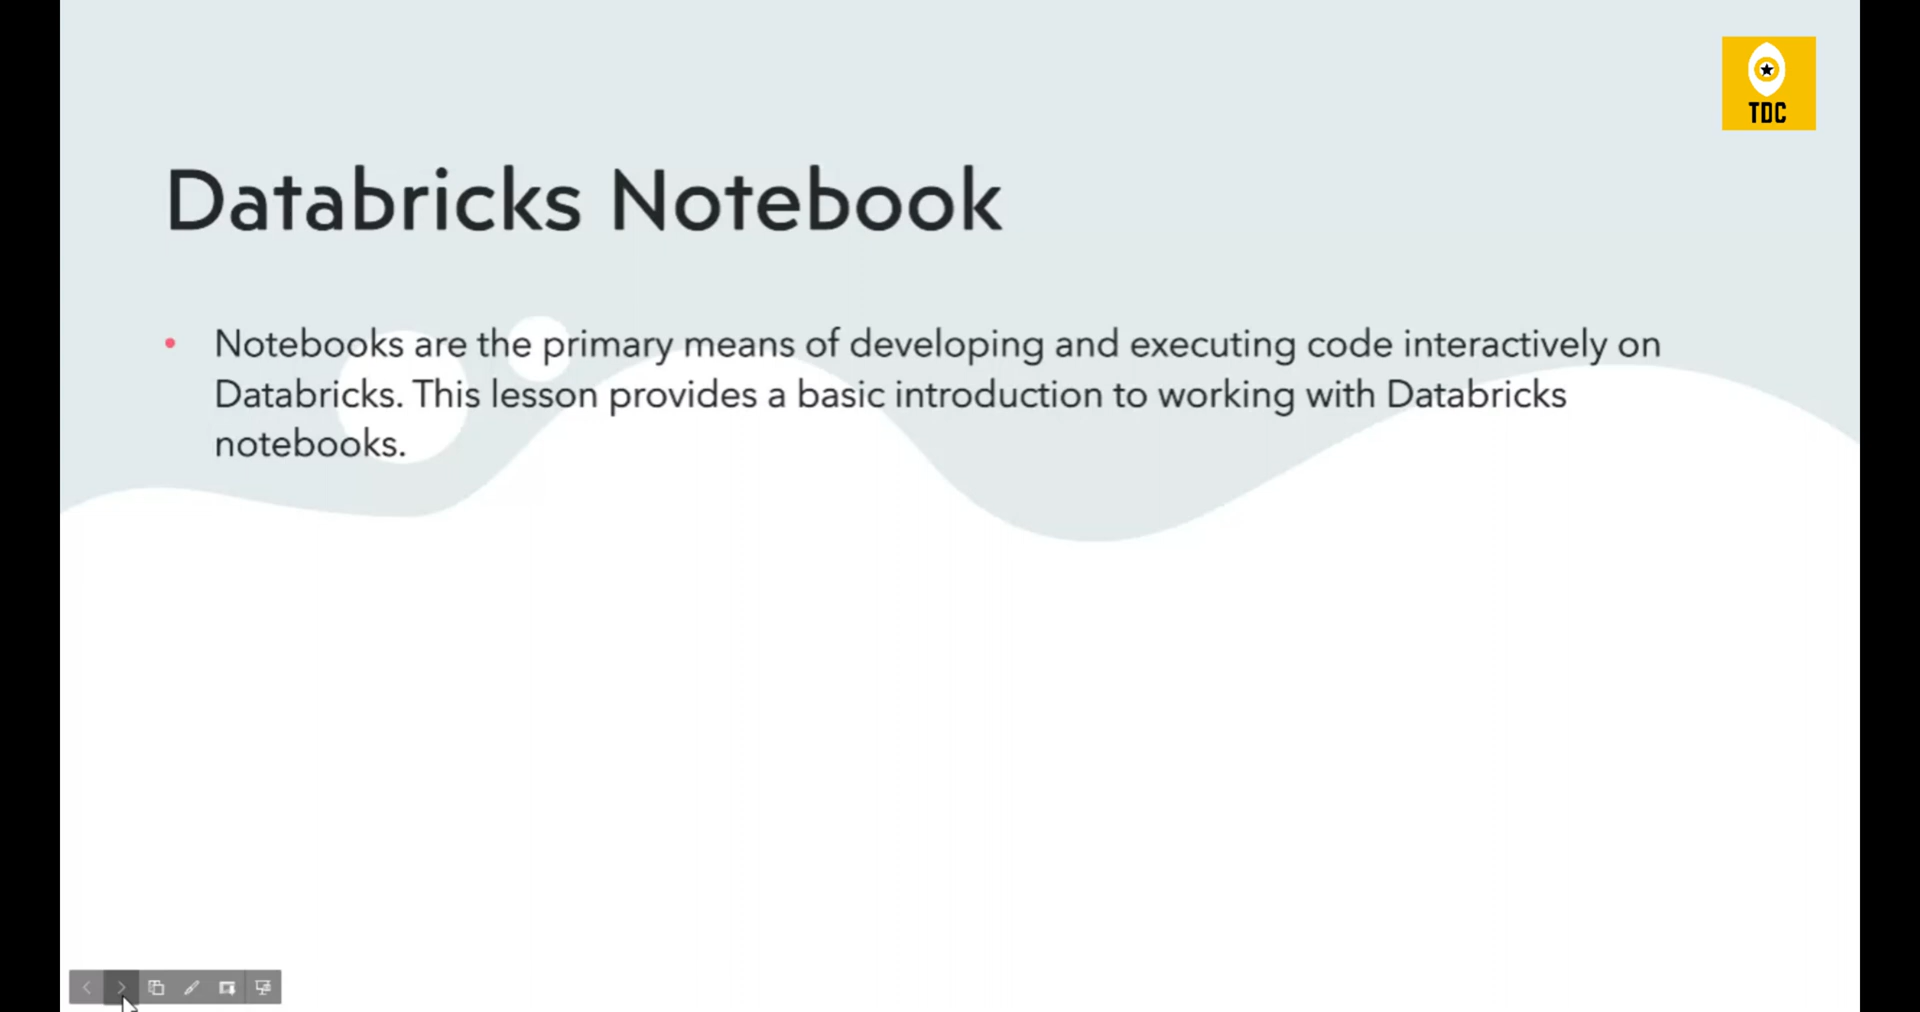 TDC
Databricks Notebook
• Notebooks are the primary means of developing and executing code interactively on
Databricks. This lesson provides a basic introduction to working with Databricks
notebooks.